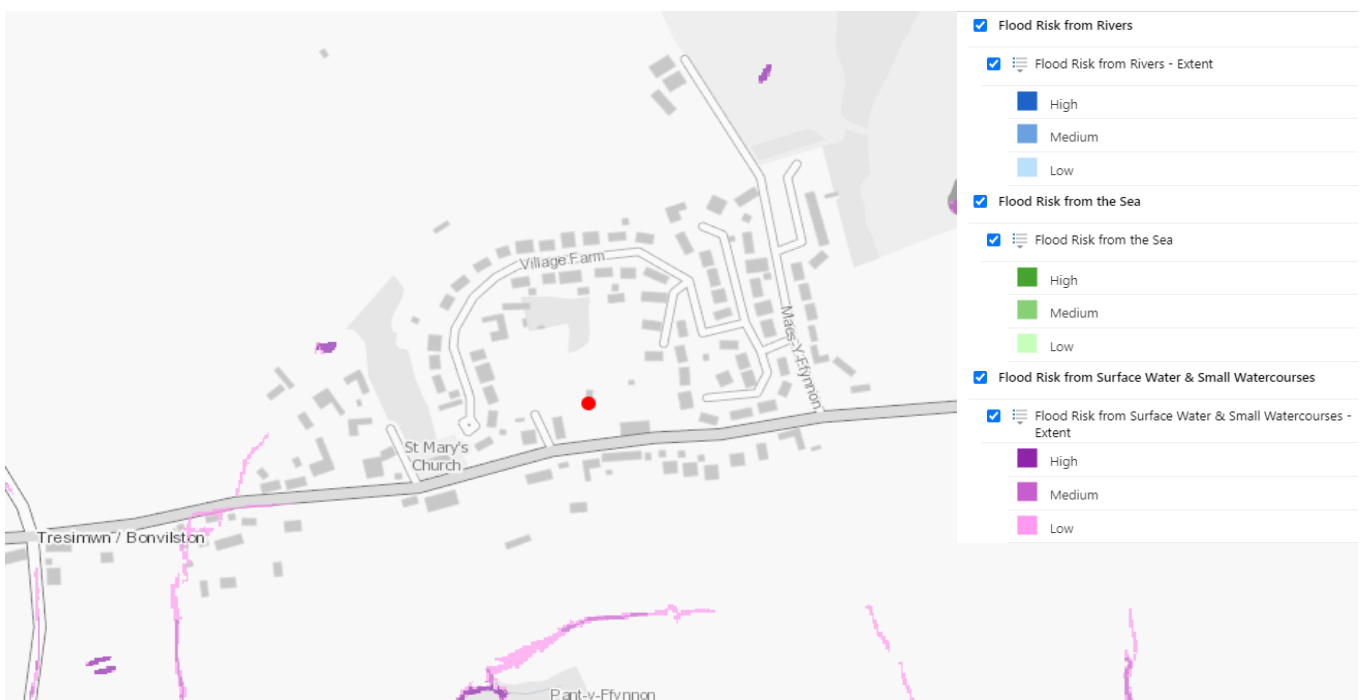 Flood Risk from Rivers
Flood Risk from Rivers - Extent
High
Medium
Low
Flood Risk from the Sea
Flood Risk from the Sea
High
Medium
Low
Flood Risk from Surface Water & Small Watercourses
Flood Risk from Surface Water & Small Watercourses -
Extent
High
Medium
Low
Village Farm
Maes-Y-Ffynnon
St Mary's
Church
Tresimwn / Bonvilston
Pant-y-Ffynnon